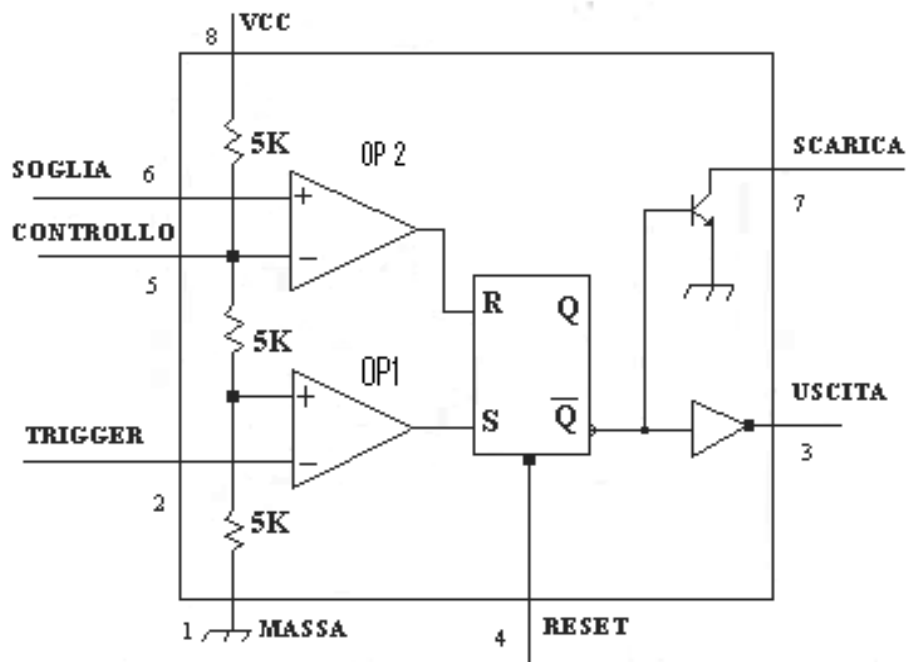 8 VCC
5K
OP 2
SCARICA
SOGLIA 6
7
CONTROLLO
5
+
−
R Q
5K
OP1
S Q̅
USCITA
3
+
−
TRIGGER
2
5K
1 MASSA
4 RESET